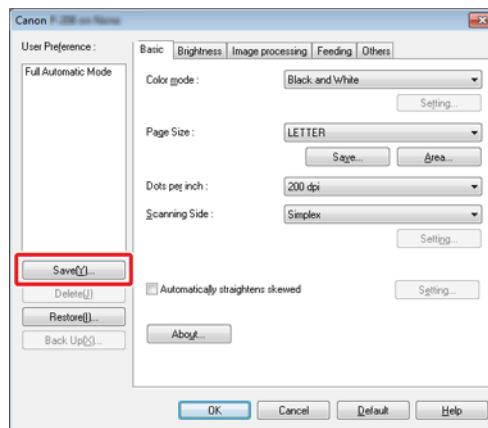 Canon
User Preference :
Full Automatic Mode
Save(Y)...
Delete(J)
Restore(I)...
Back Up(X)...
Basic Brightness Image processing Feeding Others
Color mode : Black and White
Setting...
Page Size : LETTER
Save... Area...
Dots per inch : 200 dpi
Scanning Side : Simplex
Setting...
Automatically straightens skewed Setting...
About...
OK Cancel Default Help